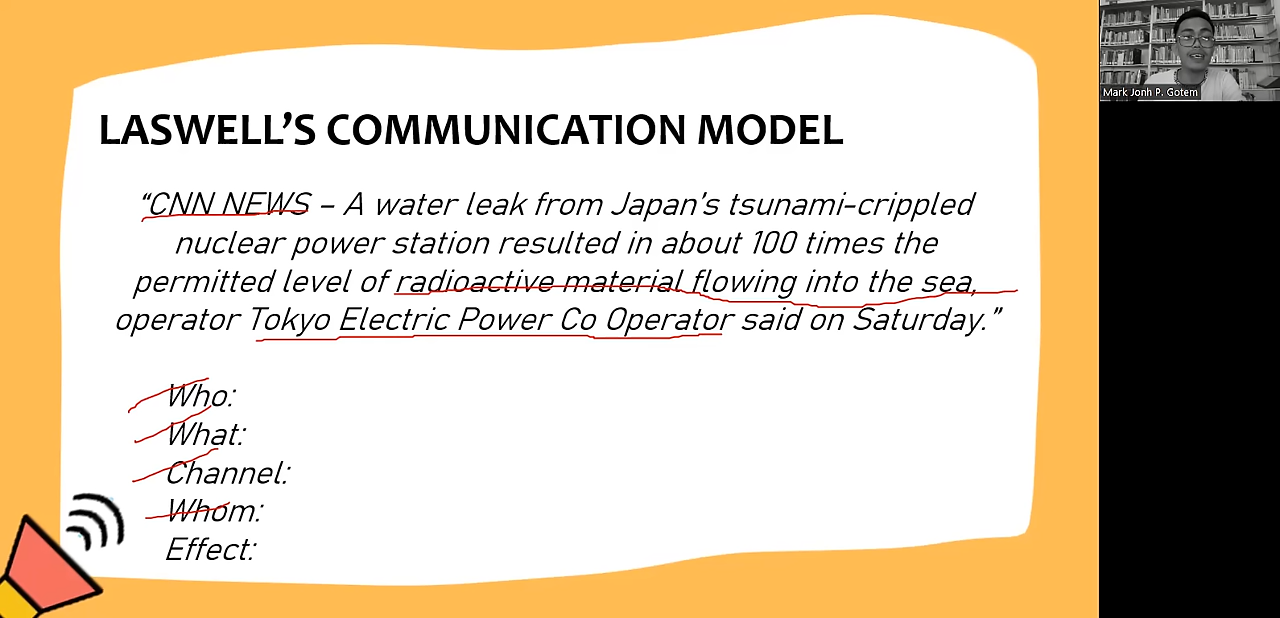 LASWELL’S COMMUNICATION MODEL
“CNN NEWS – A water leak from Japan’s tsunami-crippled
nuclear power station resulted in about 100 times the
permitted level of radioactive material flowing into the sea,
operator Tokyo Electric Power Co Operator said on Saturday.”
Who:
What:
Channel:
Whom:
Effect:
Mark Jonh P. Gotem